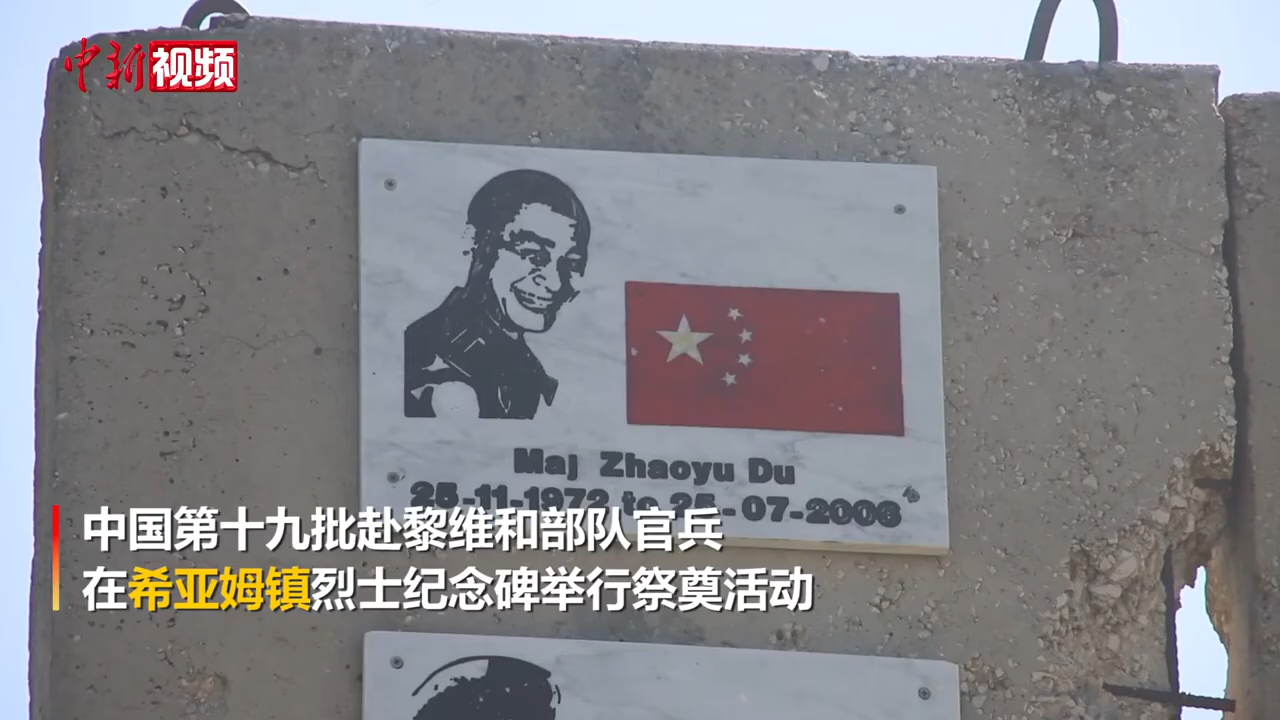 中新视频
Maj Zhaoyu Du
25-11-1972 to 25-07-2006
中国第十九批赴黎维和部队官兵
在希亚姆镇烈士纪念碑举行祭奠活动